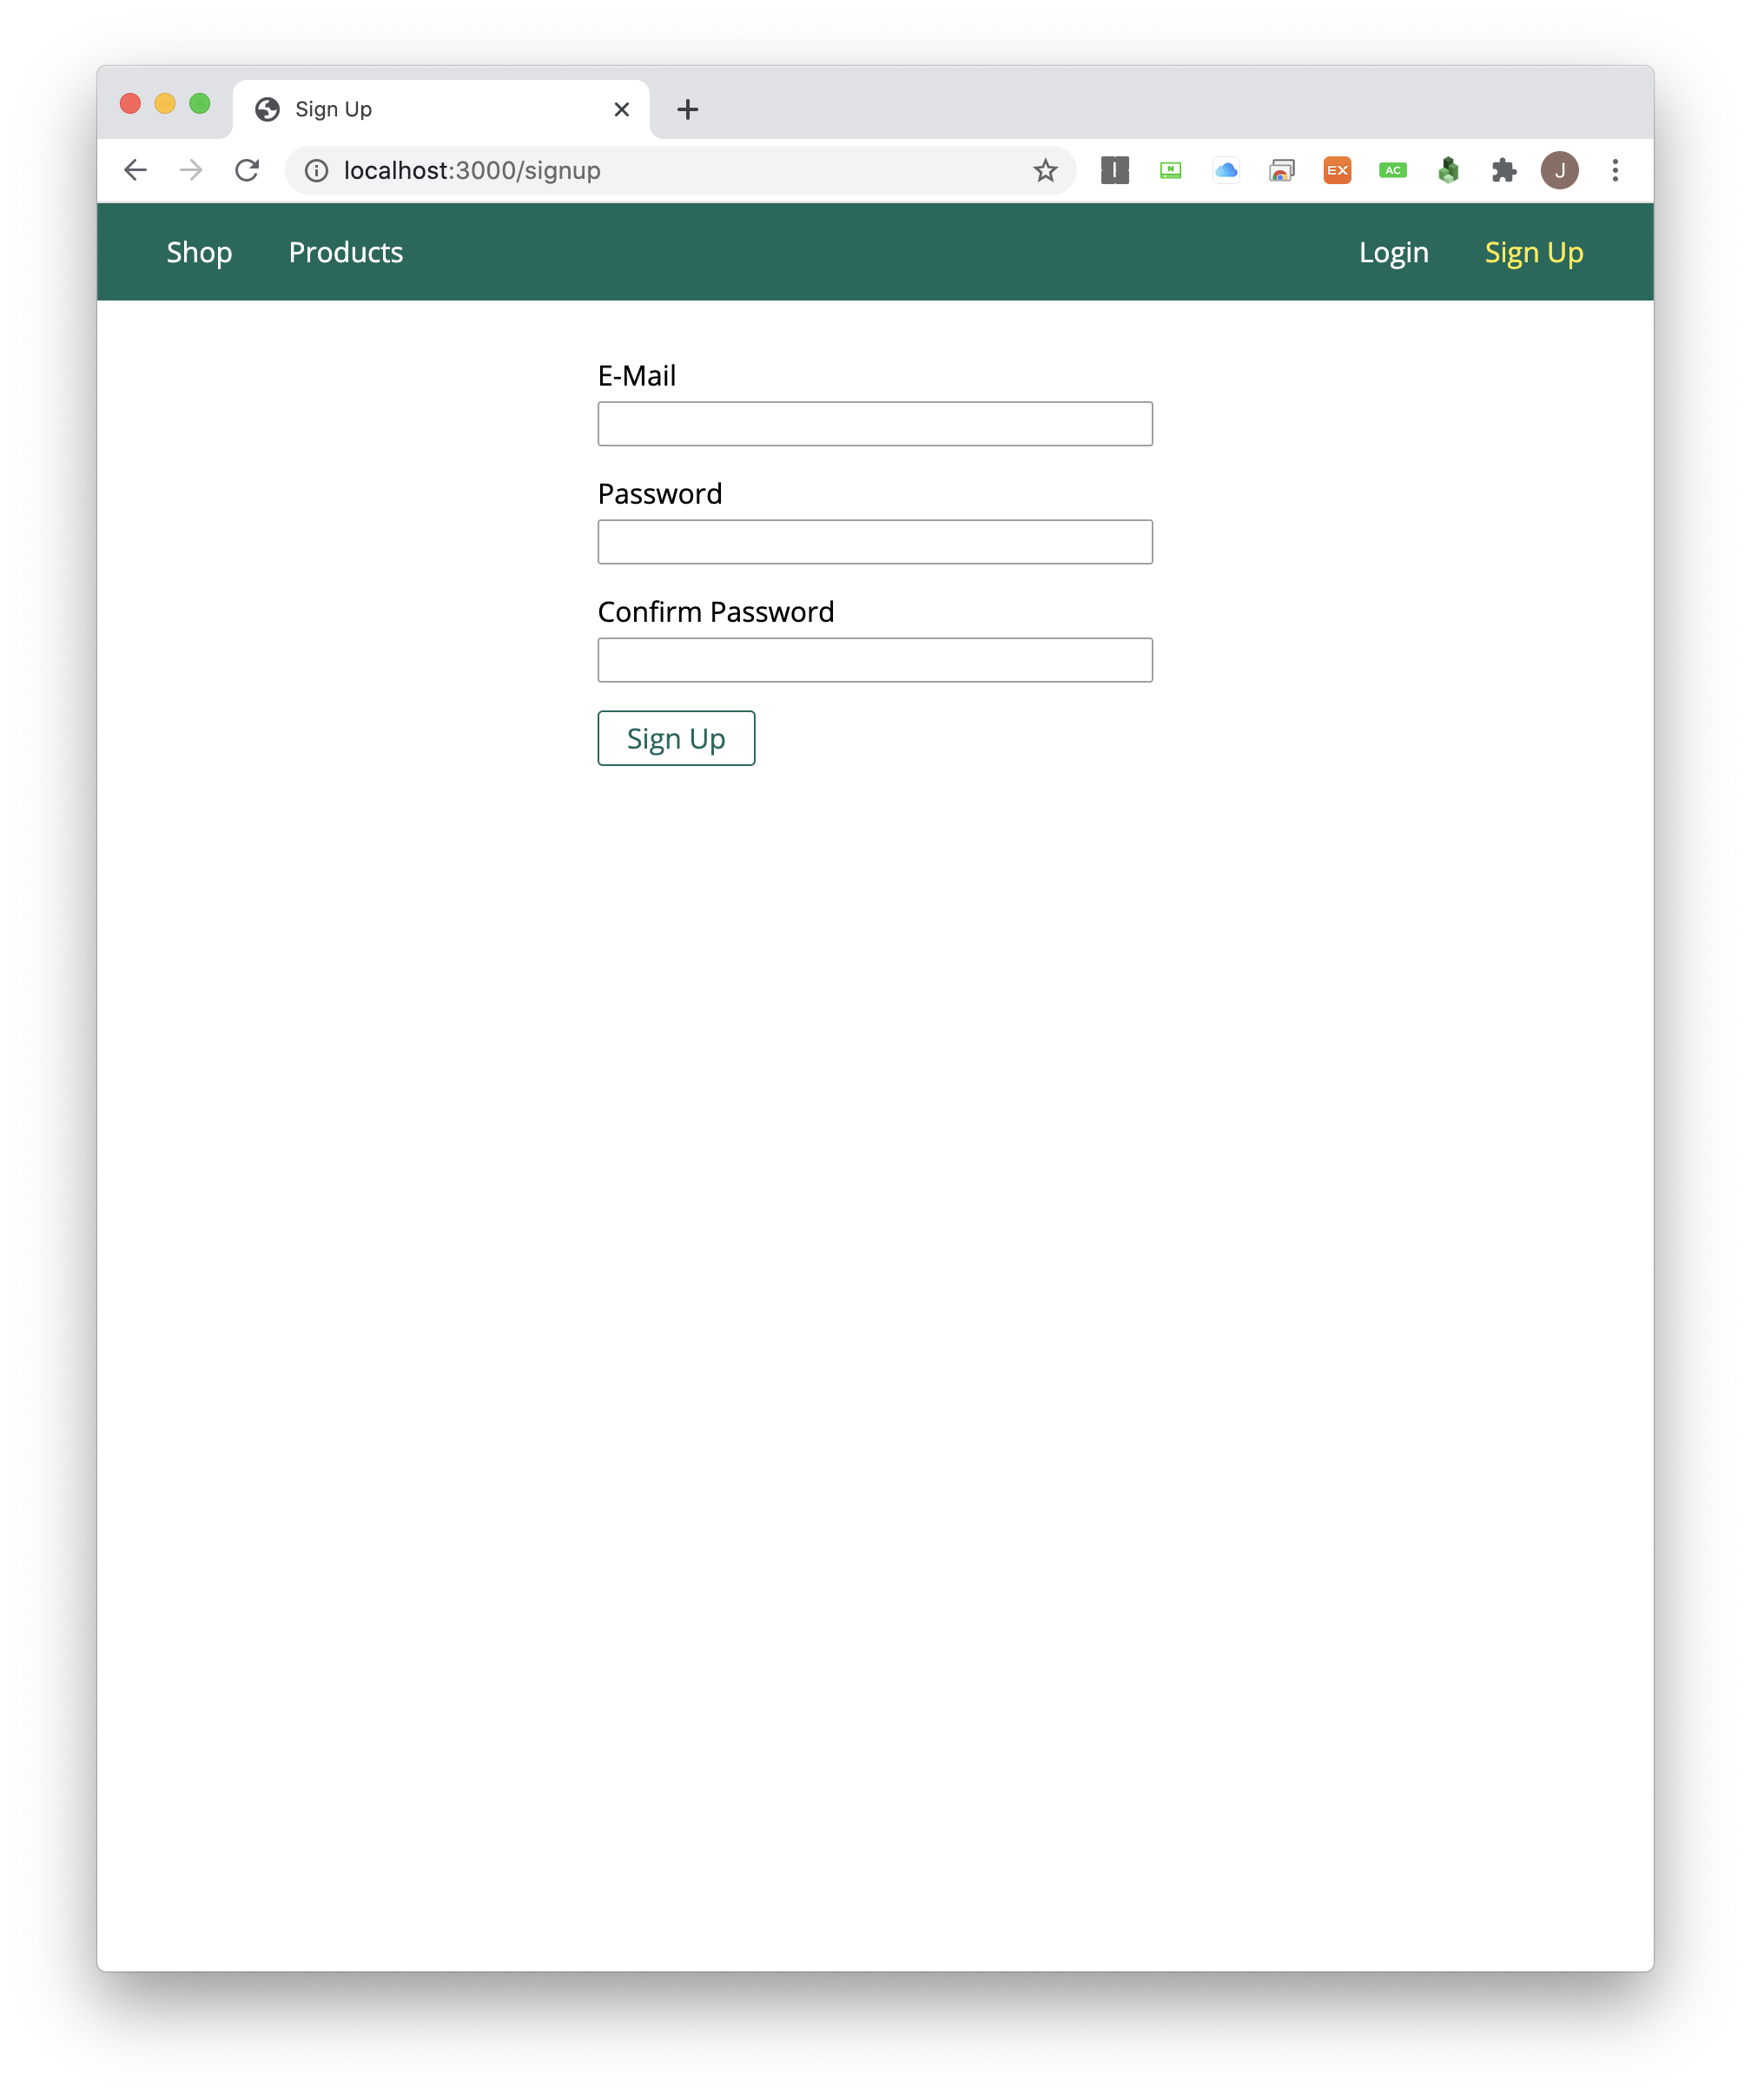 Sign Up
localhost:3000/signup
N
EX
AC
J
Shop Products Login Sign Up
E-Mail
Password
Confirm Password
Sign Up